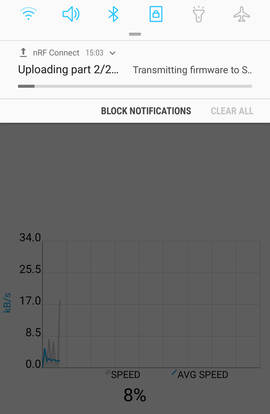 nRF Connect 15:03
Uploading part 2/2… Transmitting firmware to S..
BLOCK NOTIFICATIONS CLEAR ALL
34.0
25.5
17.0
8.5
0.0
kB/s
SPEED AVG SPEED
8%